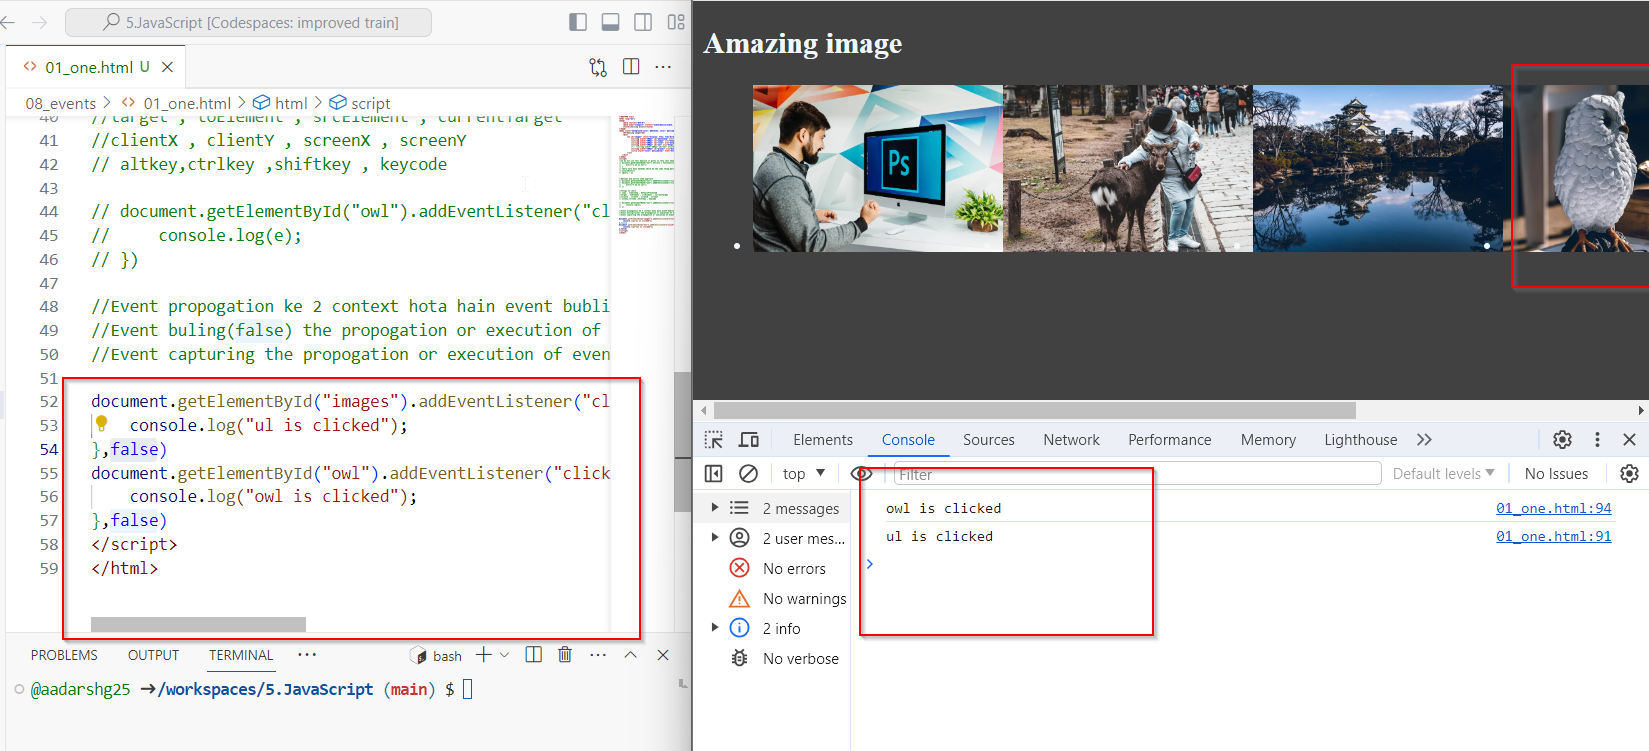 5.JavaScript [Codespaces: improved train]
01_one.html U
08_events > 01_one.html > html > script
40 //target , toElement , srcElement , currentTarget
41 //clientX , clientY , screenX , screenY
42 // altkey,ctrlkey ,shiftkey , keycode
43
44 // document.getElementById("owl").addEventListener("cl
45 //     console.log(e);
46 // })
47
48 //Event propogation ke 2 context hota hain event bubli
49 //Event buling(false) the propogation or execution of
50 //Event capturing the propogation or execution of even
51
52 document.getElementById("images").addEventListener("cl
53     console.log("ul is clicked");
54 },false)
55 document.getElementById("owl").addEventListener("click
56     console.log("owl is clicked");
57 },false)
58 </script>
59 </html>
PROBLEMS OUTPUT TERMINAL ··· bash
@aadarshg25 →/workspaces/5.JavaScript (main) $
Amazing image
Ps
Elements Console Sources Network Performance Memory Lighthouse
top Filter Default levels No Issues
2 messages
2 user mes...
No errors
No warnings
2 info
No verbose
owl is clicked 01_one.html:94
ul is clicked 01_one.html:91